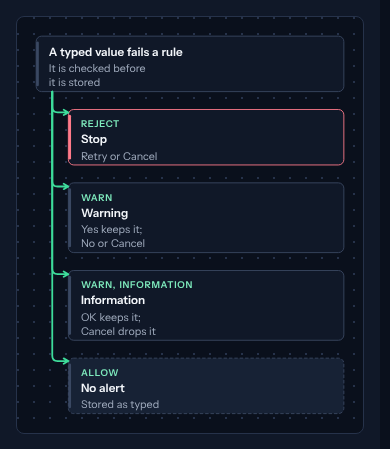 A typed value fails a rule
It is checked before
it is stored
REJECT
Stop
Retry or Cancel
WARN
Warning
Yes keeps it;
No or Cancel
WARN, INFORMATION
Information
OK keeps it;
Cancel drops it
ALLOW
No alert
Stored as typed